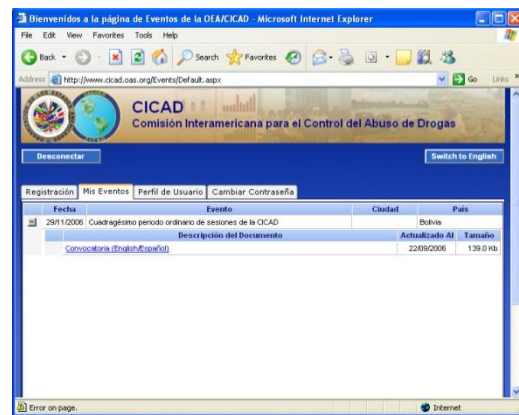 Bienvenidos a la página de Eventos de la OEA/CICAD - Microsoft Internet Explorer
File Edit View Favorites Tools Help
Back Search Favorites
Address http://www.cicad.oas.org/Events/Default.aspx Go Links »
CICAD
Comisión Interamericana para el Control del Abuso de Drogas
Desconectar Switch to English
Registración Mis Eventos Perfil de Usuario Cambiar Contraseña
Fecha Evento Ciudad País
29/11/2006 Cuadragésimo periodo ordinario de sesiones de la CICAD Bolivia
Descripción del Documento Actualizado Al Tamaño
Convocatoria (English/Español) 22/09/2006 139.0 Kb
Error on page. Internet